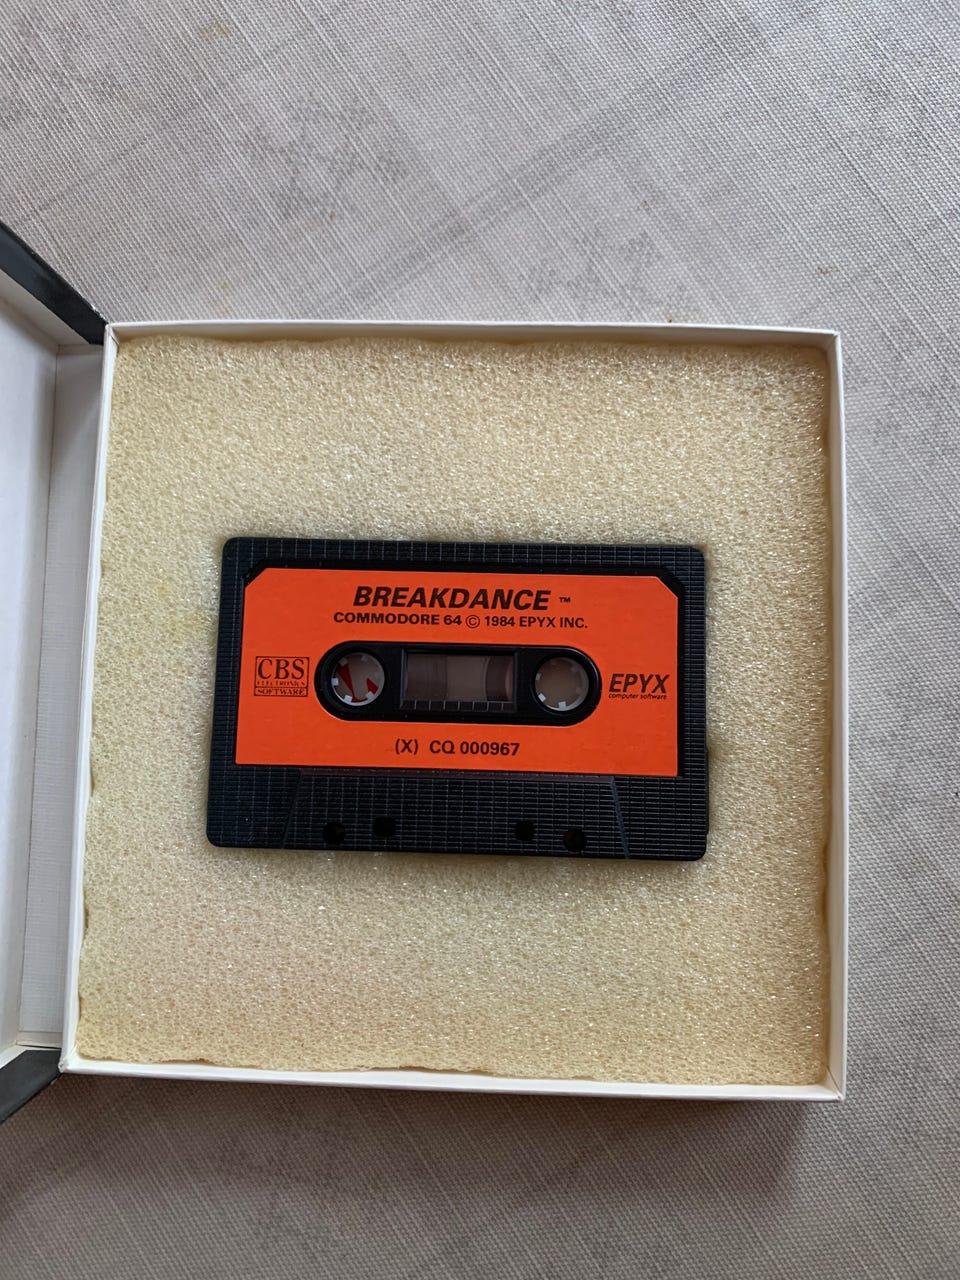 BREAKDANCE ™
COMMODORE 64 © 1984 EPYX INC.
CBS
ELECTRONICS
SOFTWARE
EPYX
computer software
(X) CQ 000967